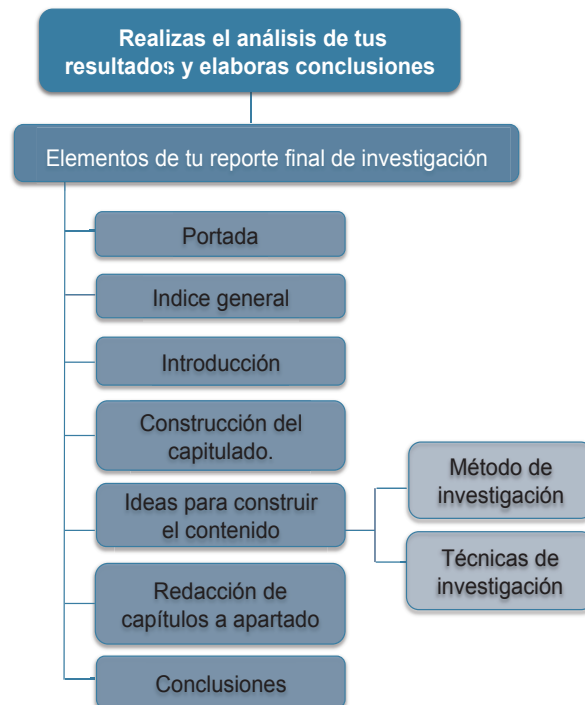 Realizas el análisis de tus
resultados y elaboras conclusiones
Elementos de tu reporte final de investigación
Portada
Indice general
Introducción
Construcción del
capitulado.
Ideas para construir
el contenido
Método de
investigación
Técnicas de
investigación
Redacción de
capítulos a apartado
Conclusiones